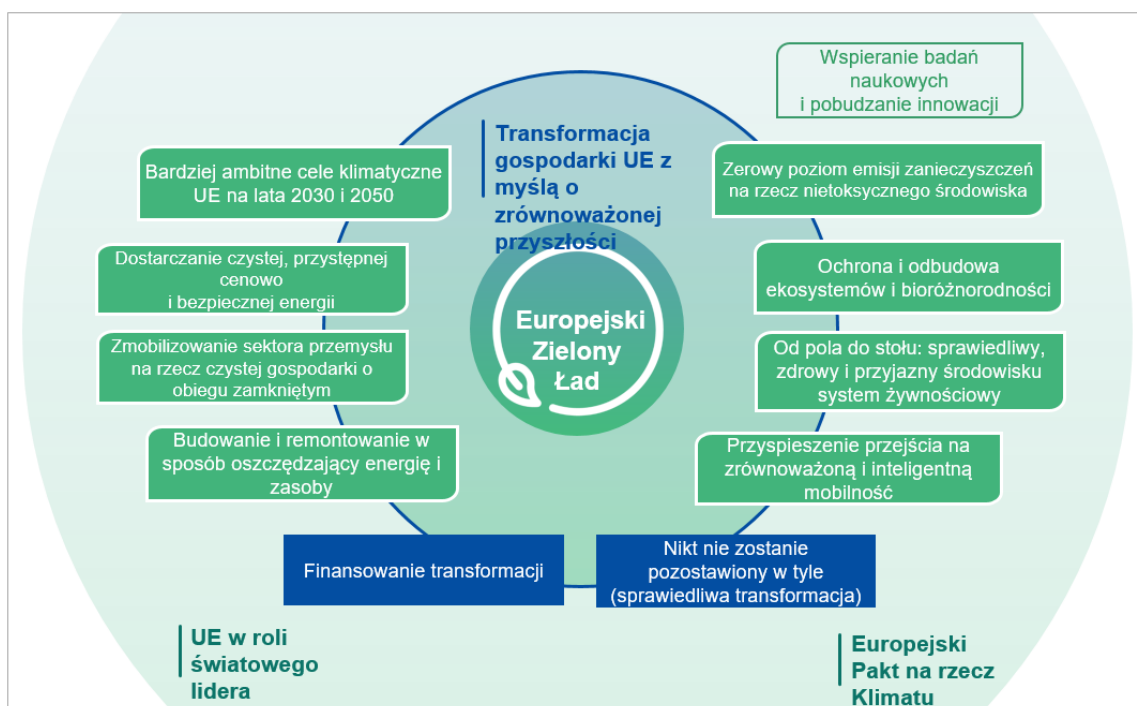 Wspieranie badań
naukowych
i pobudzanie innowacji
Transformacja
gospodarki UE z
myślą o
zrównoważonej
przyszłości
Bardziej ambitne cele klimatyczne
UE na lata 2030 i 2050
Zerowy poziom emisji zanieczyszczeń
na rzecz nietoksycznego środowiska
Dostarczanie czystej, przystępnej
cenowo
i bezpiecznej energii
Ochrona i odbudowa
ekosystemów i bioróżnorodności
Europejski
Zielony
Ład
Zmobilizowanie sektora przemysłu
na rzecz czystej gospodarki o
obiegu zamkniętym
Od pola do stołu: sprawiedliwy,
zdrowy i przyjazny środowisku
system żywnościowy
Budowanie i remontowanie w
sposób oszczędzający energię i
zasoby
Przyspieszenie przejścia na
zrównoważoną i inteligentną
mobilność
Finansowanie transformacji
Nikt nie zostanie
pozostawiony w tyle
(sprawiedliwa transformacja)
UE w roli
światowego
lidera
Europejski
Pakt na rzecz
Klimatu